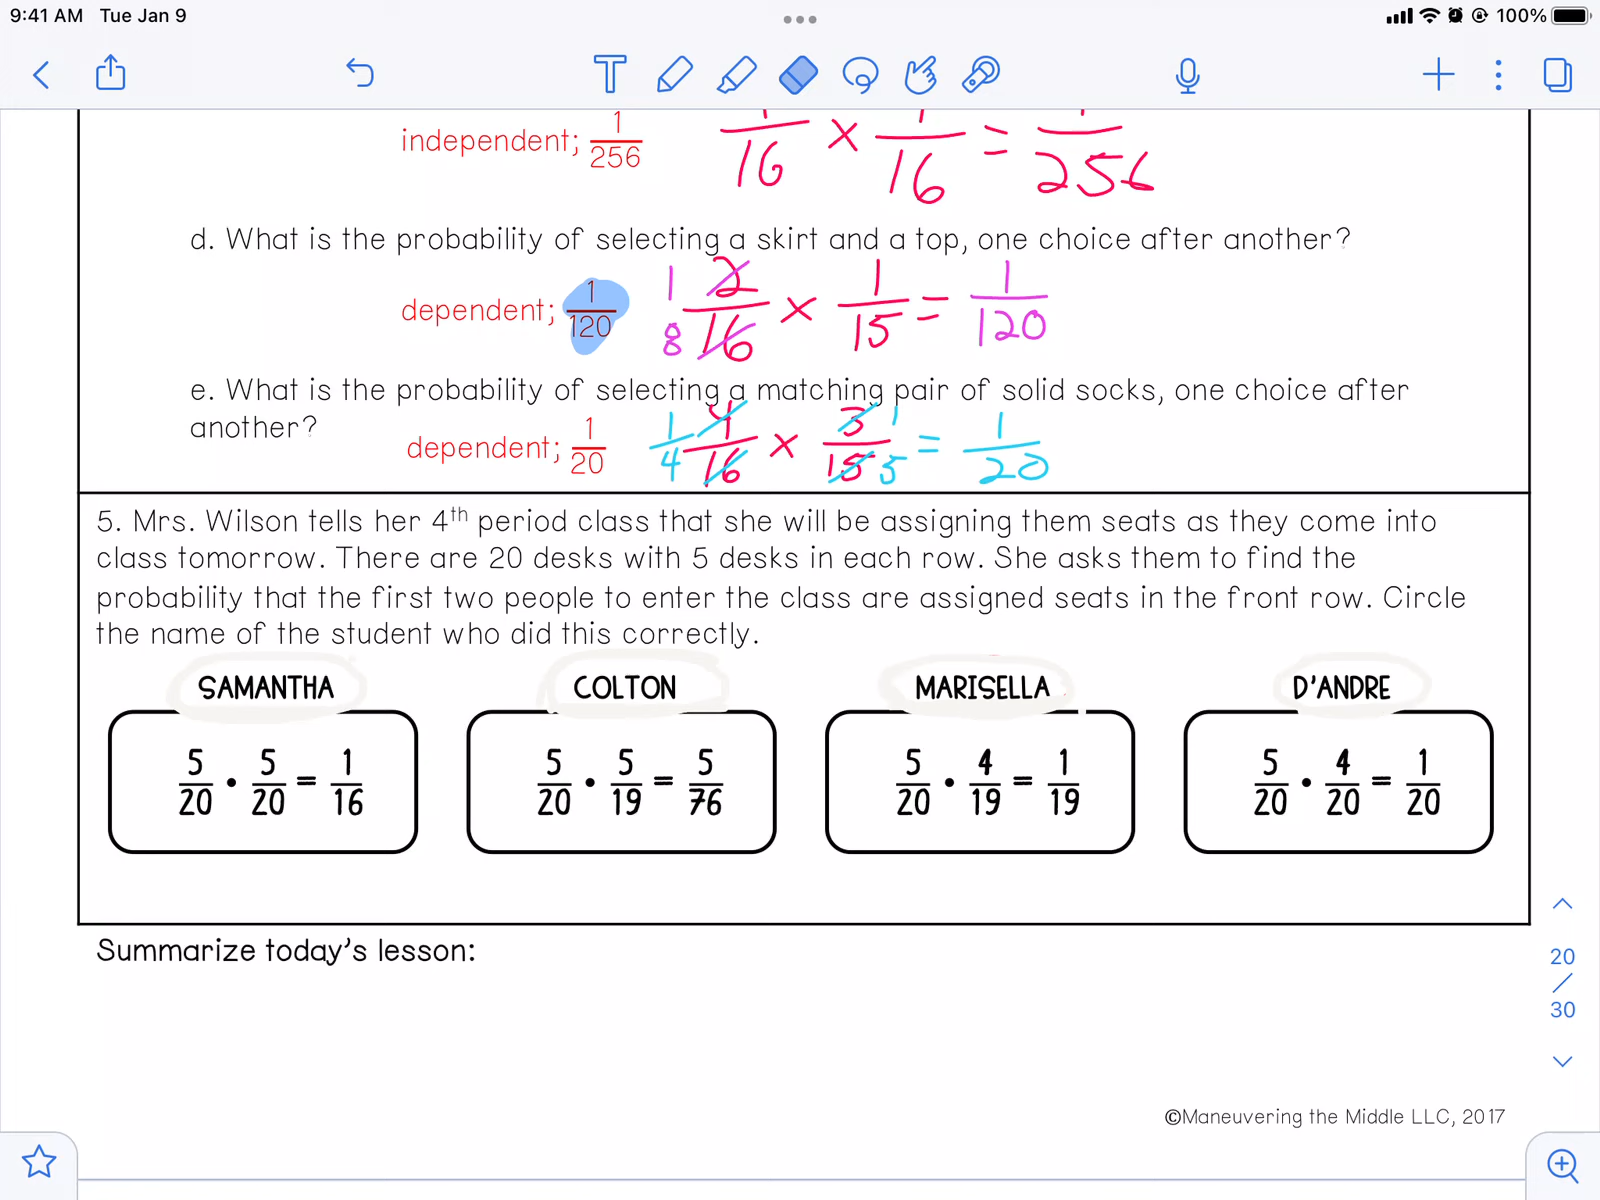 9:41 AM Tue Jan 9 100%
independent; 1/256 1/16 × 1/16 = 1/256
d. What is the probability of selecting a skirt and a top, one choice after another?
dependent; 1/120 1 2/16 8 × 1/15 = 1/120
e. What is the probability of selecting a matching pair of solid socks, one choice after
another?
dependent; 1/20 1/4 4/16 × 3/15 1/5 = 1/20
5. Mrs. Wilson tells her 4th period class that she will be assigning them seats as they come into
class tomorrow. There are 20 desks with 5 desks in each row. She asks them to find the
probability that the first two people to enter the class are assigned seats in the front row. Circle
the name of the student who did this correctly.
SAMANTHA COLTON MARISELLA D'ANDRE
5/20 • 5/20 = 1/16 5/20 • 5/19 = 5/76 5/20 • 4/19 = 1/19 5/20 • 4/20 = 1/20
Summarize today's lesson:
20
/
30
©Maneuvering the Middle LLC, 2017